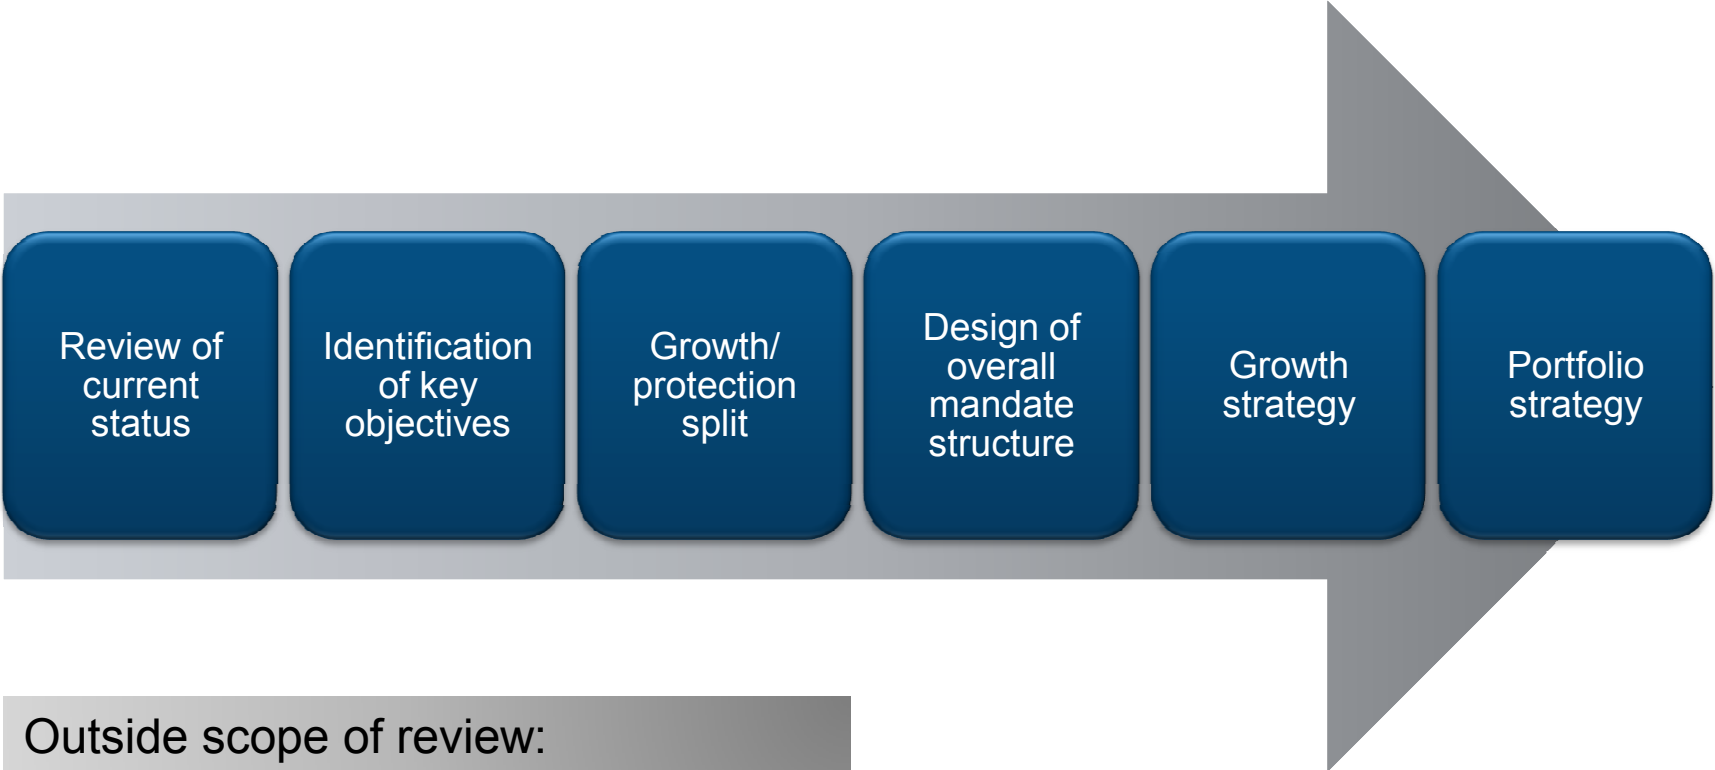 Review of
current
status
Identification
of key
objectives
Growth/
protection
split
Design of
overall
mandate
structure
Growth
strategy
Portfolio
strategy
Outside scope of review: